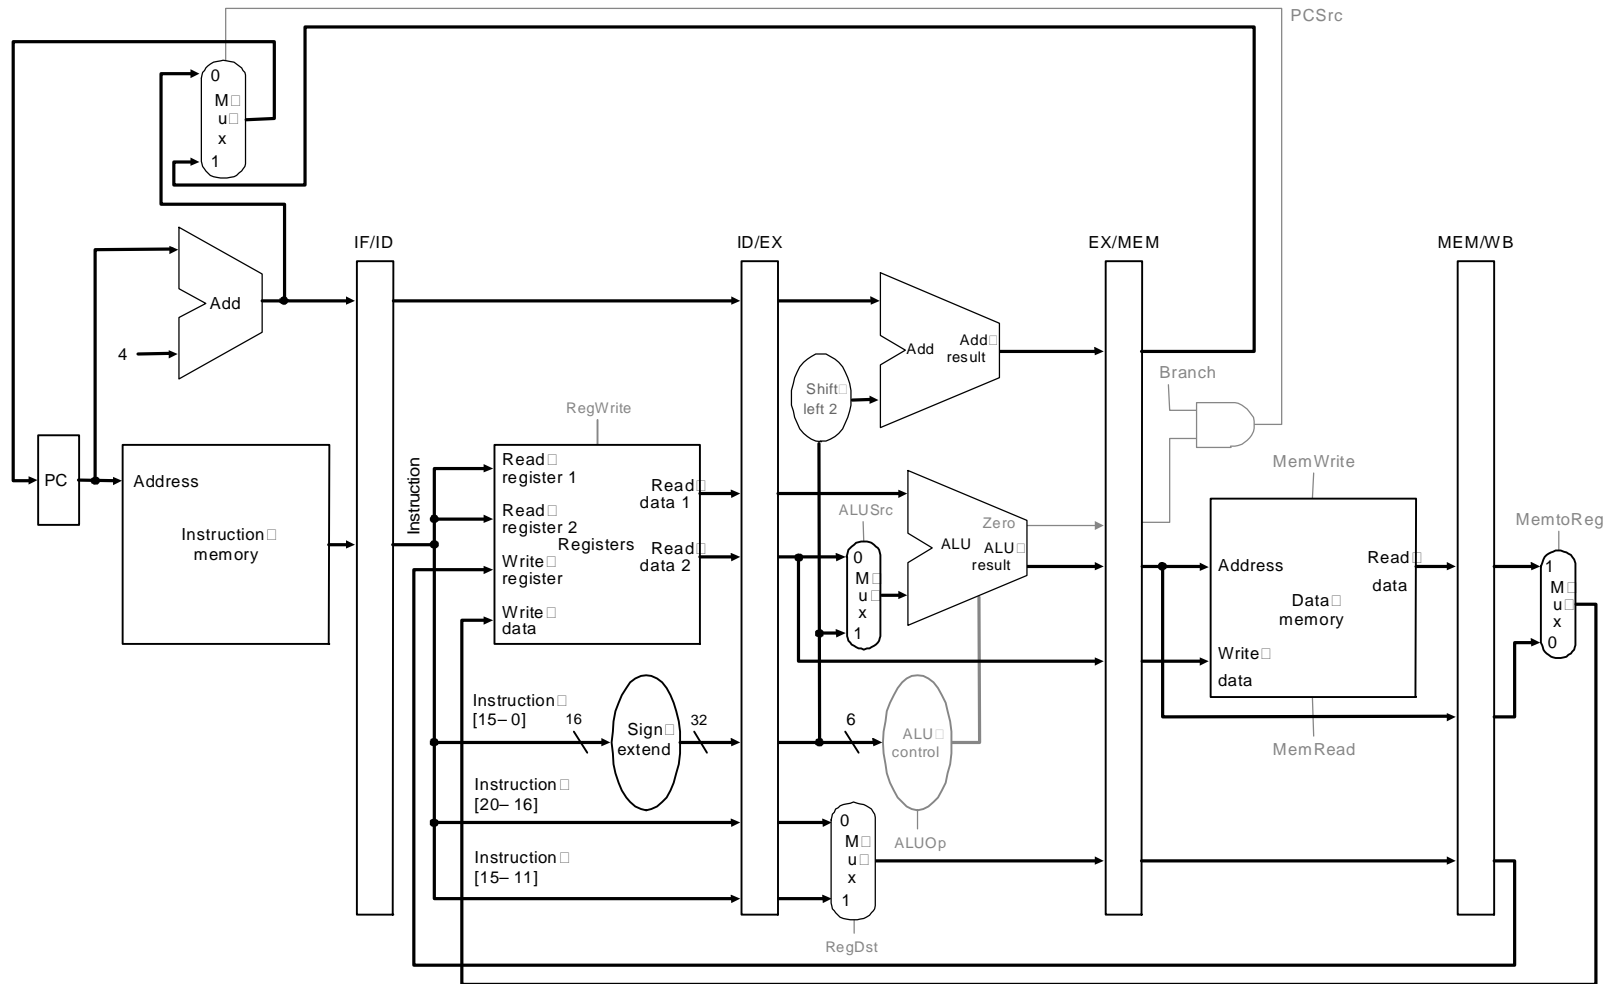 PCSrc
0
M
u
x
1
IF/ID
ID/EX
EX/MEM
MEM/WB
Add
4
Add
Add
result
Shift
left 2
Branch
RegWrite
PC
Address
Instruction
memory
Instruction
Read
register 1
Read
register 2
Write
register
Write
data
Registers
Read
data 1
Read
data 2
ALUSrc
0
M
u
x
1
Zero
ALU
ALU
result
MemWrite
Address
Read
data
Data
memory
Write
data
MemRead
MemtoReg
1
M
u
x
0
Instruction
[15–0]
16
Sign
extend
32
6
ALU
control
ALUOp
Instruction
[20–16]
Instruction
[15–11]
0
M
u
x
1
RegDst